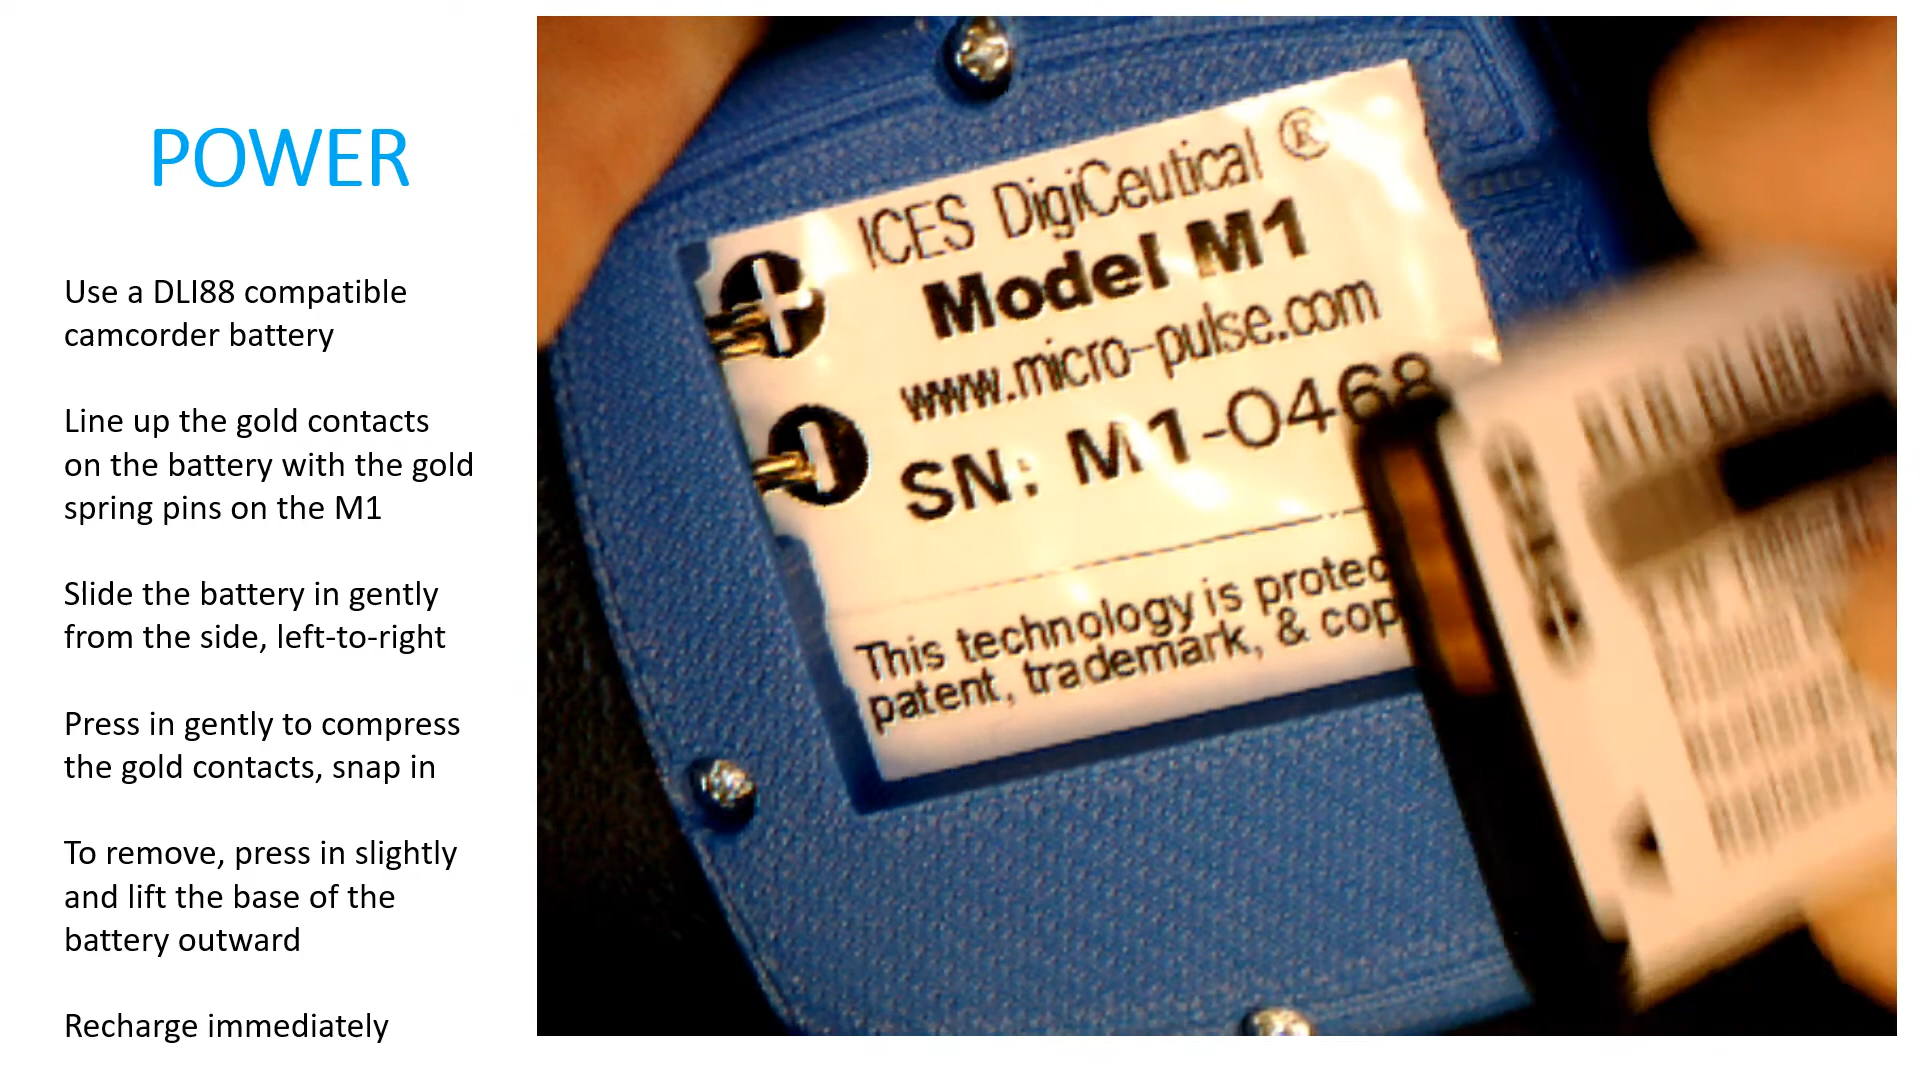 POWER
Use a DLI88 compatible
camcorder battery
Line up the gold contacts
on the battery with the gold
spring pins on the M1
Slide the battery in gently
from the side, left-to-right
Press in gently to compress
the gold contacts, snap in
To remove, press in slightly
and lift the base of the
battery outward
Recharge immediately
ICES DigiCeutical ®
Model M1
www.micro-pulse.com
SN: M1-0468
This technology is protec
patent, trademark, & cop
DLI88